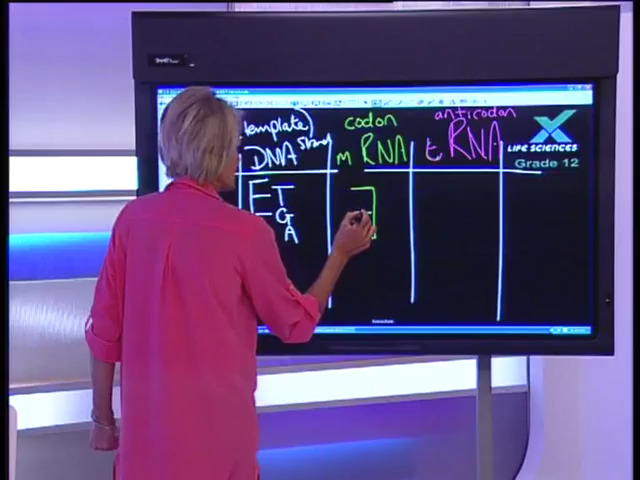 (template) Strand
DNA
codon
mRNA
anticodon
tRNA
LIFE SCIENCES
Grade 12
T
G
A